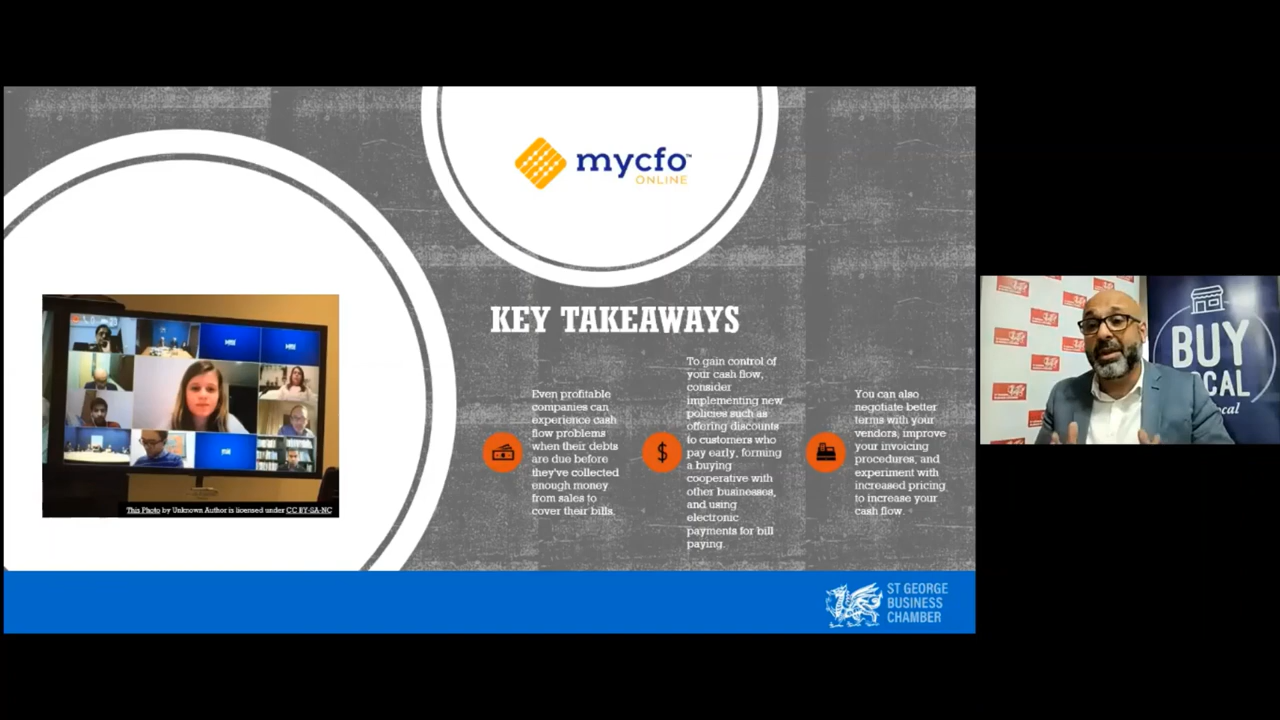 mycfo™
ONLINE
KEY TAKEAWAYS
Even profitable
companies can
experience cash
flow problems
when their debts
are due before
they've collected
enough money
from sales to
cover their bills.
To gain control of
your cash flow,
consider
implementing new
policies such as
offering discounts
to customers who
pay early, forming
a buying
cooperative with
other businesses,
and using
electronic
payments for bill
paying.
You can also
negotiate better
terms with your
vendors, improve
your invoicing
procedures, and
experiment with
increased pricing
to increase your
cash flow.
This Photo by Unknown Author is licensed under CC BY-SA-NC
ST GEORGE
BUSINESS
CHAMBER
BUY
CAL
cal